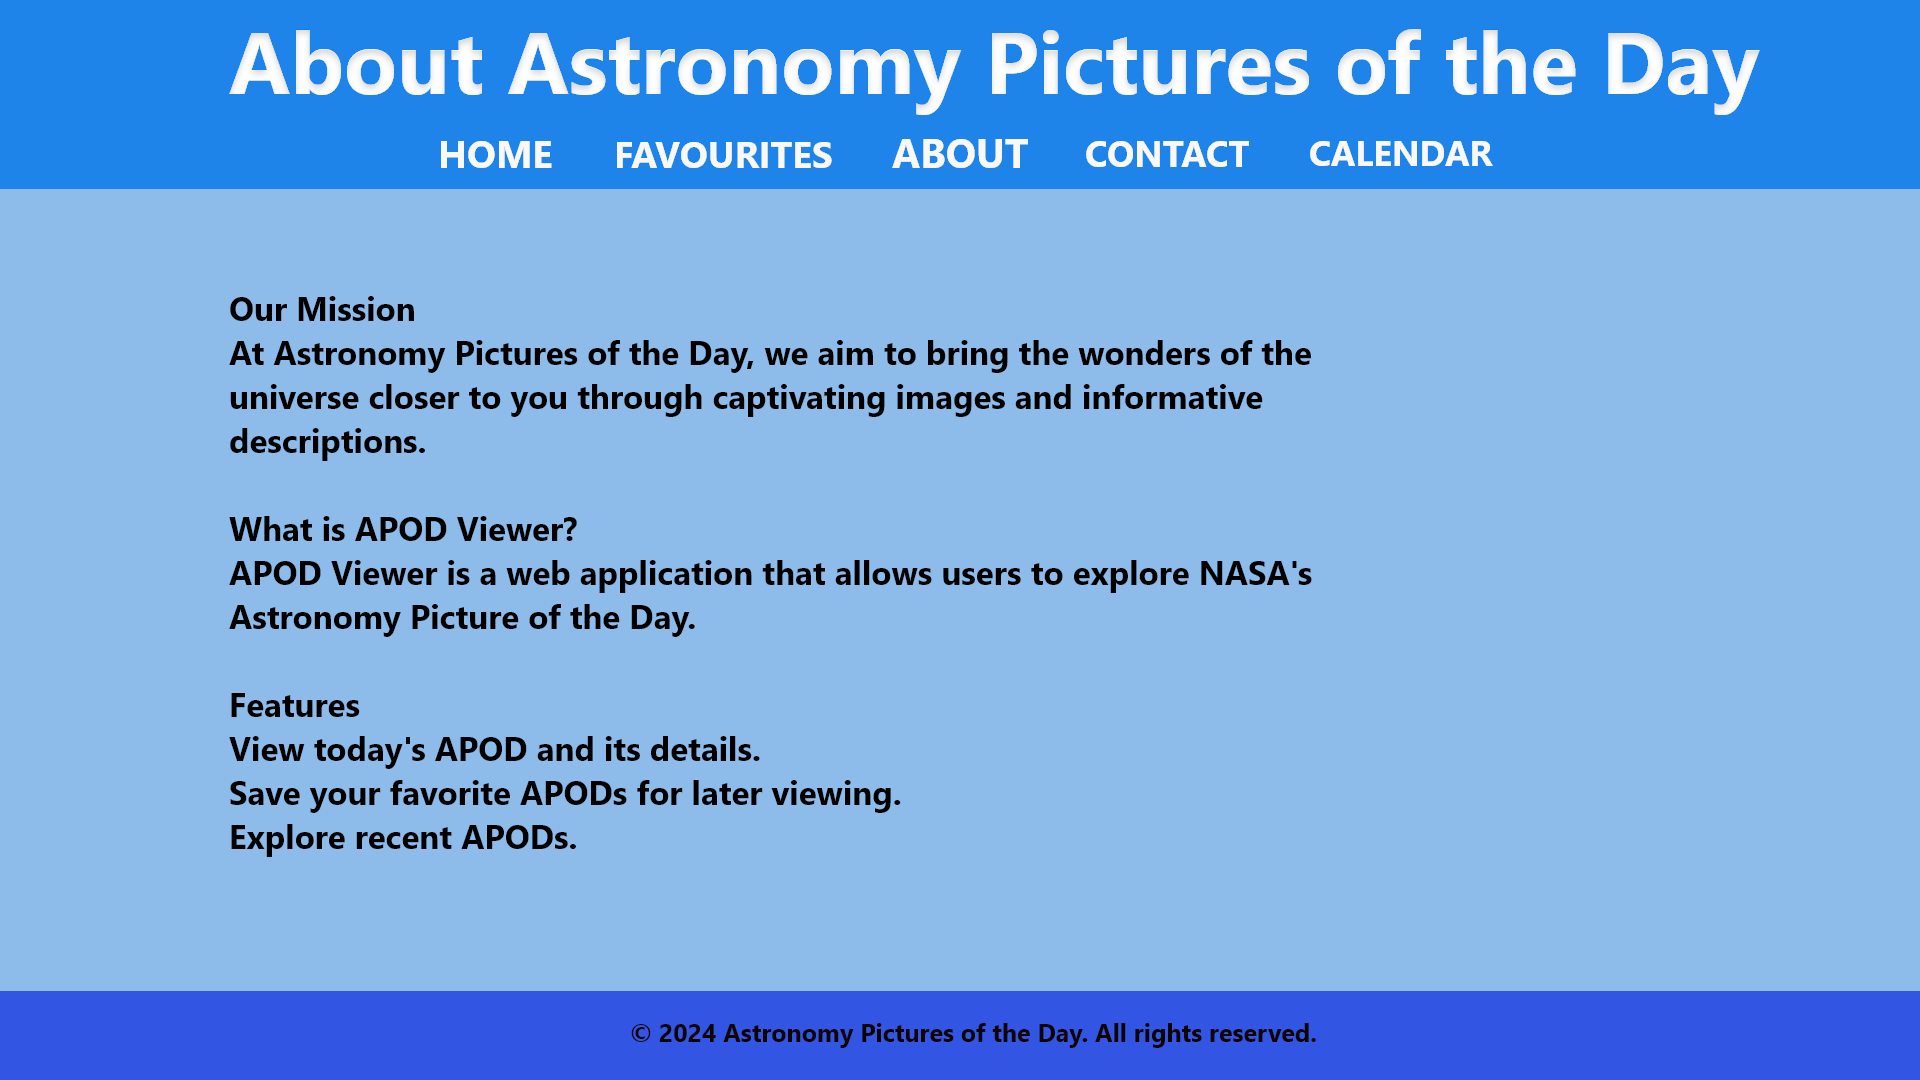 About Astronomy Pictures of the Day
HOME FAVOURITES ABOUT CONTACT CALENDAR
Our Mission
At Astronomy Pictures of the Day, we aim to bring the wonders of the
universe closer to you through captivating images and informative
descriptions.
What is APOD Viewer?
APOD Viewer is a web application that allows users to explore NASA's
Astronomy Picture of the Day.
Features
View today's APOD and its details.
Save your favorite APODs for later viewing.
Explore recent APODs.
© 2024 Astronomy Pictures of the Day. All rights reserved.